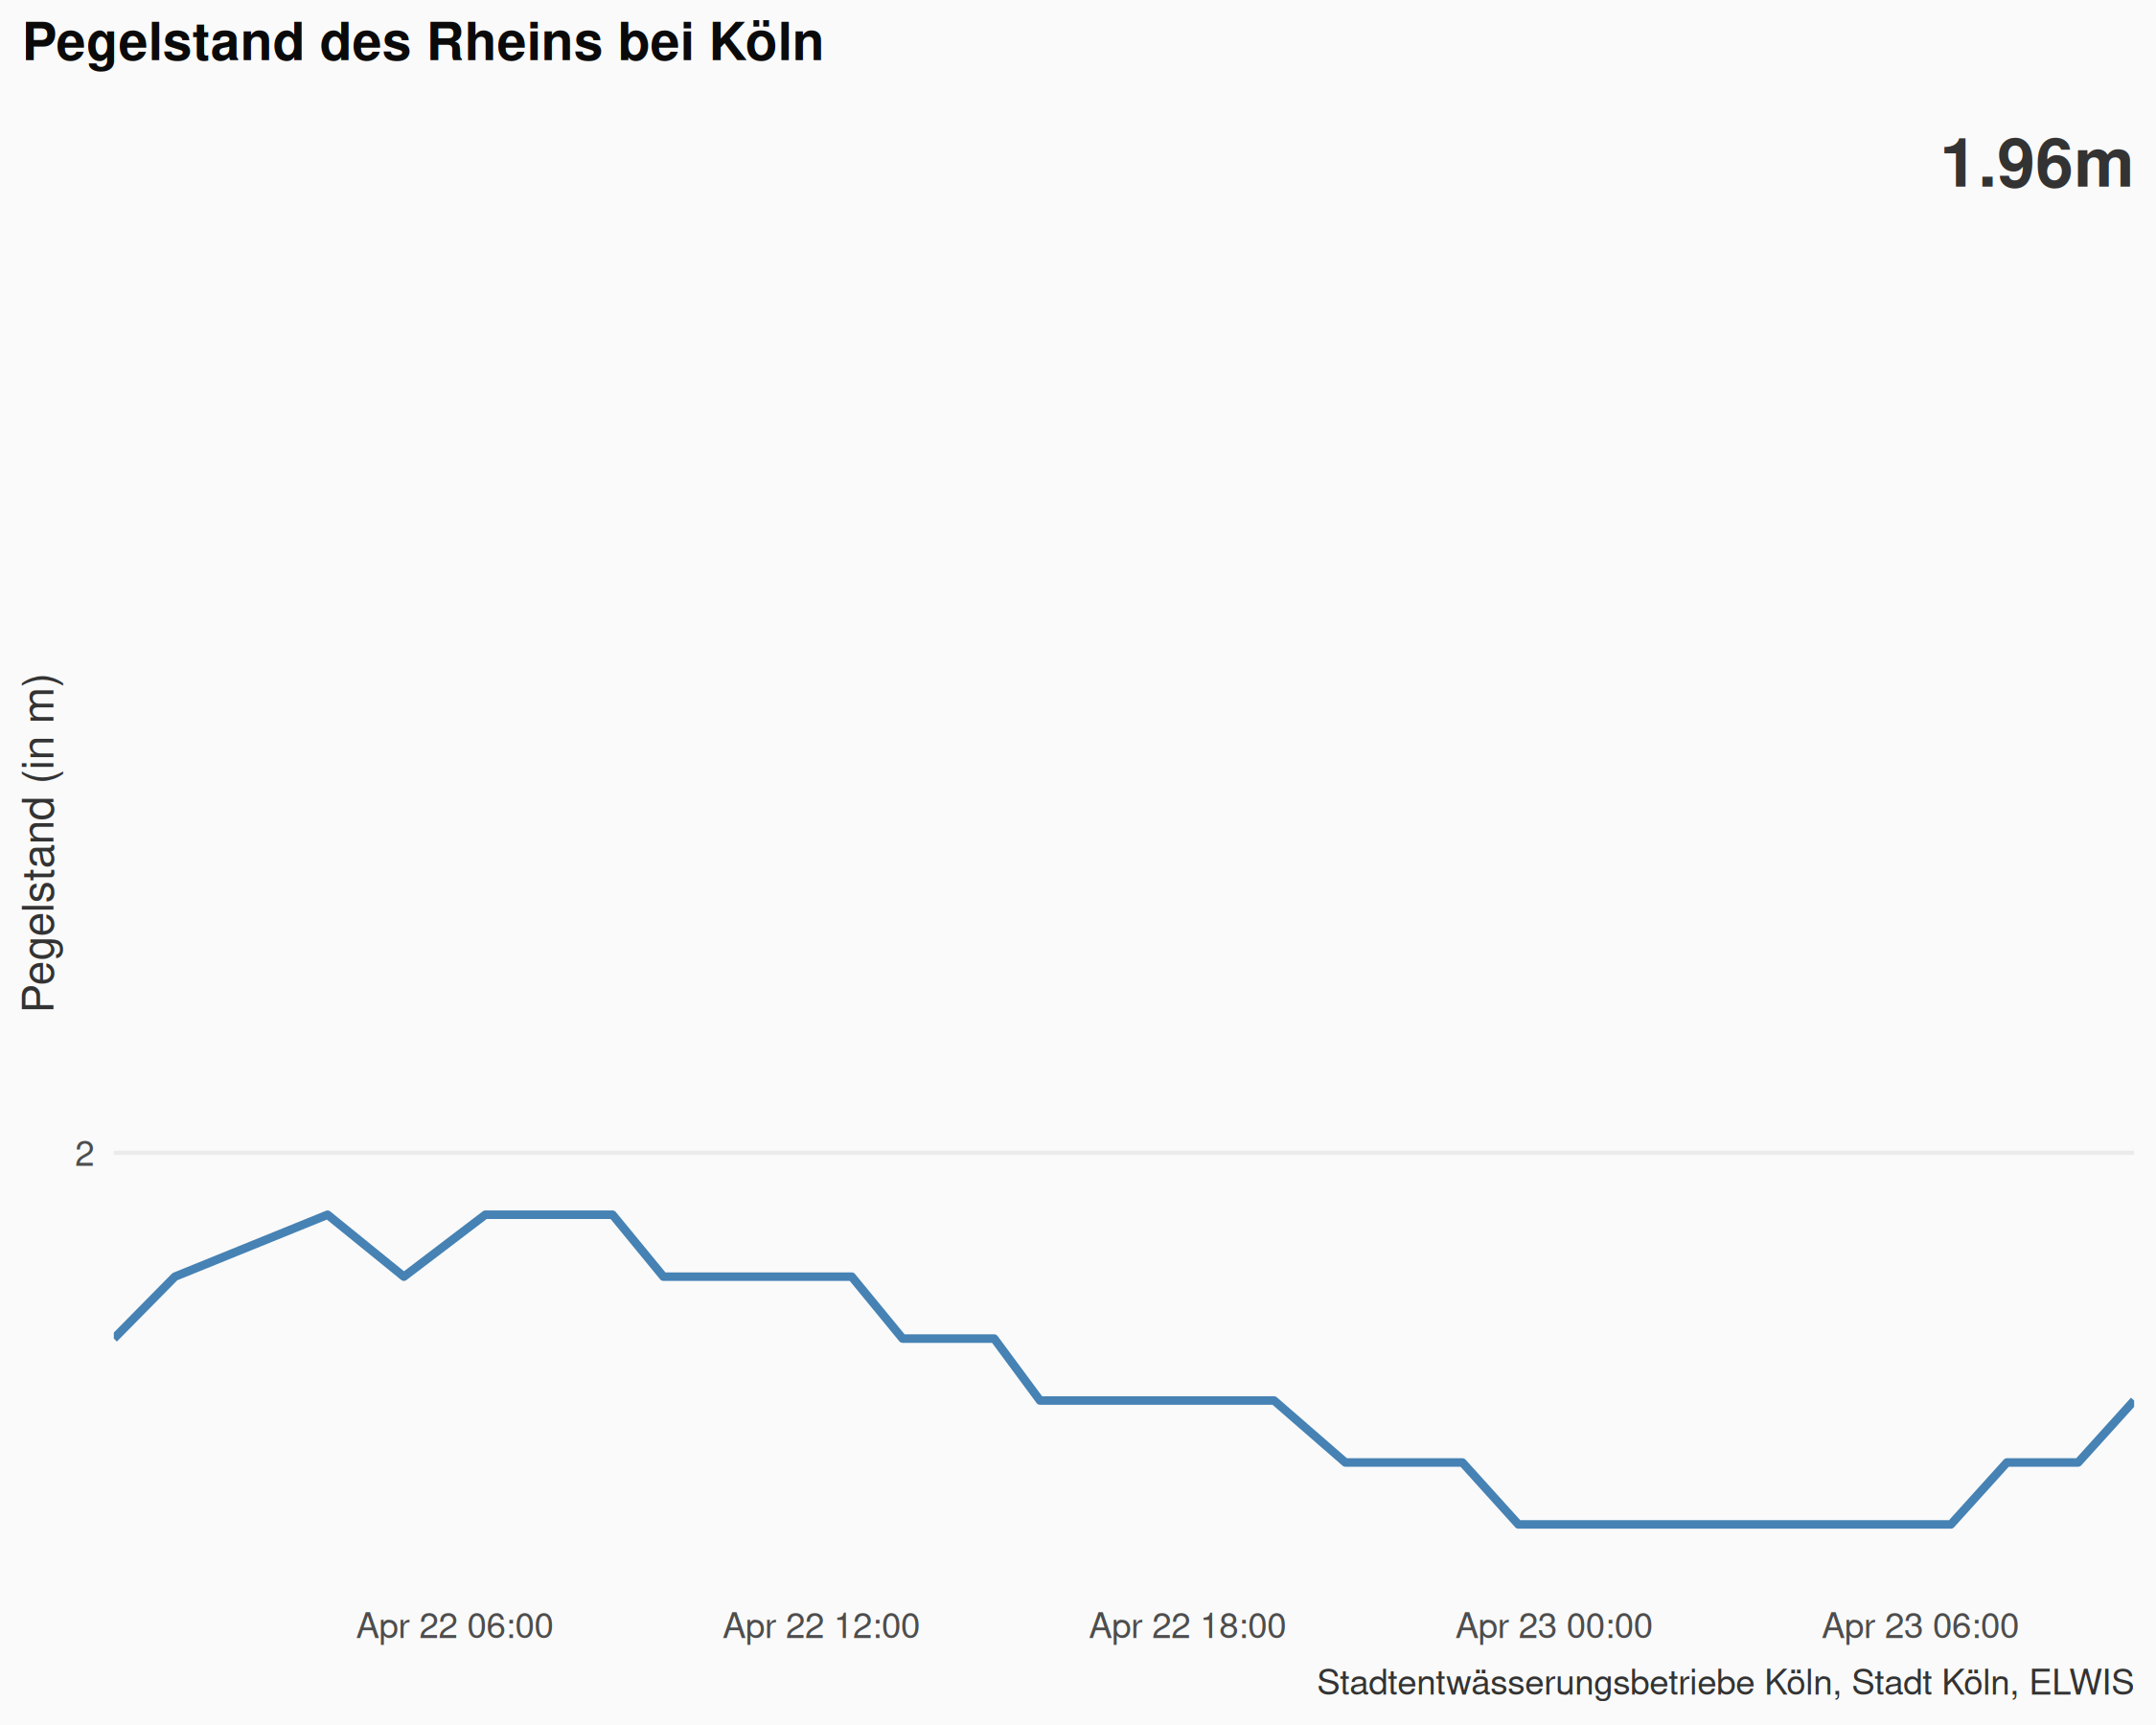 Pegelstand des Rheins bei Köln
1.96m
Pegelstand (in m)
2
Apr 22 06:00
Apr 22 12:00
Apr 22 18:00
Apr 23 00:00
Apr 23 06:00
Stadtentwässerungsbetriebe Köln, Stadt Köln, ELWIS